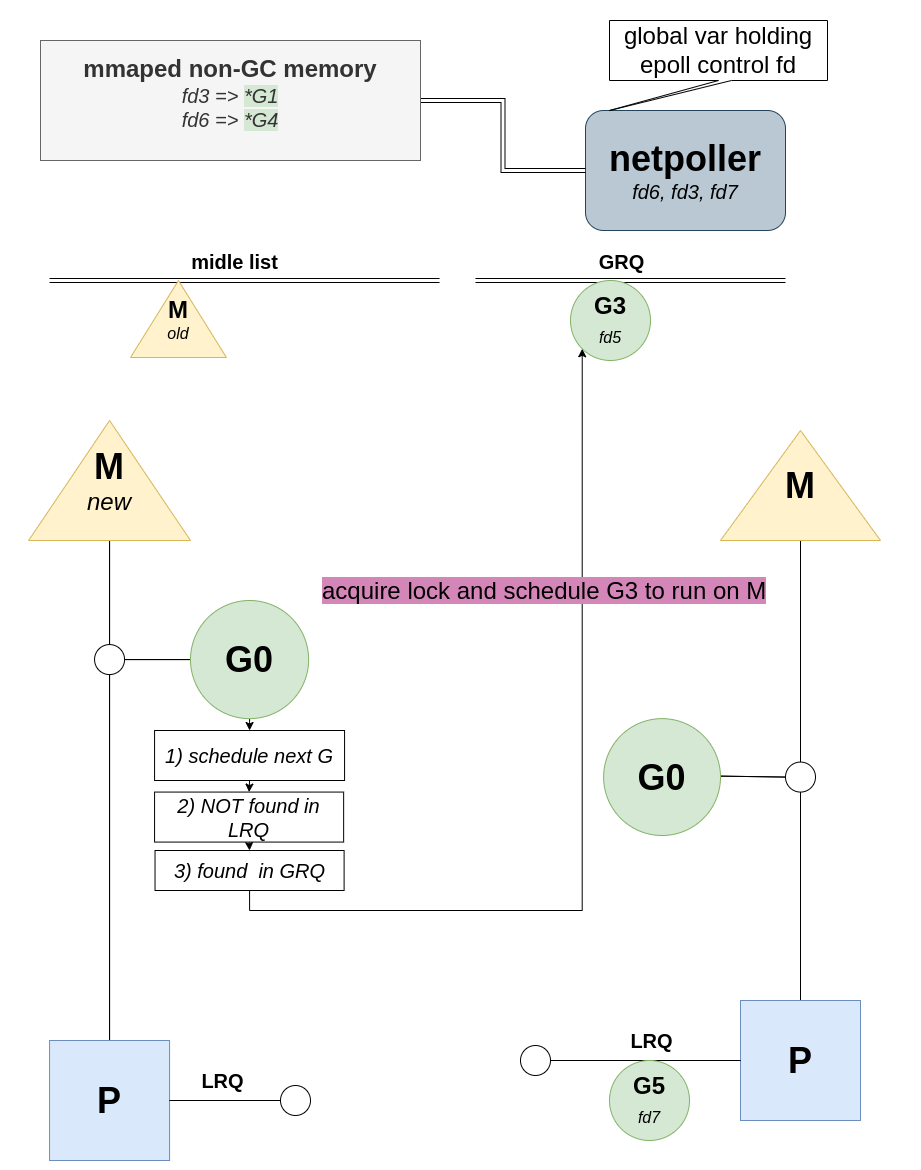 global var holding
epoll control fd
mmaped non-GC memory
fd3 => *G1
fd6 => *G4
netpoller
fd6, fd3, fd7
midle list
GRQ
M
old
G3
fd5
M
new
M
acquire lock and schedule G3 to run on M
G0
1) schedule next G
2) NOT found in
LRQ
3) found  in GRQ
G0
P
LRQ
LRQ
G5
fd7
P